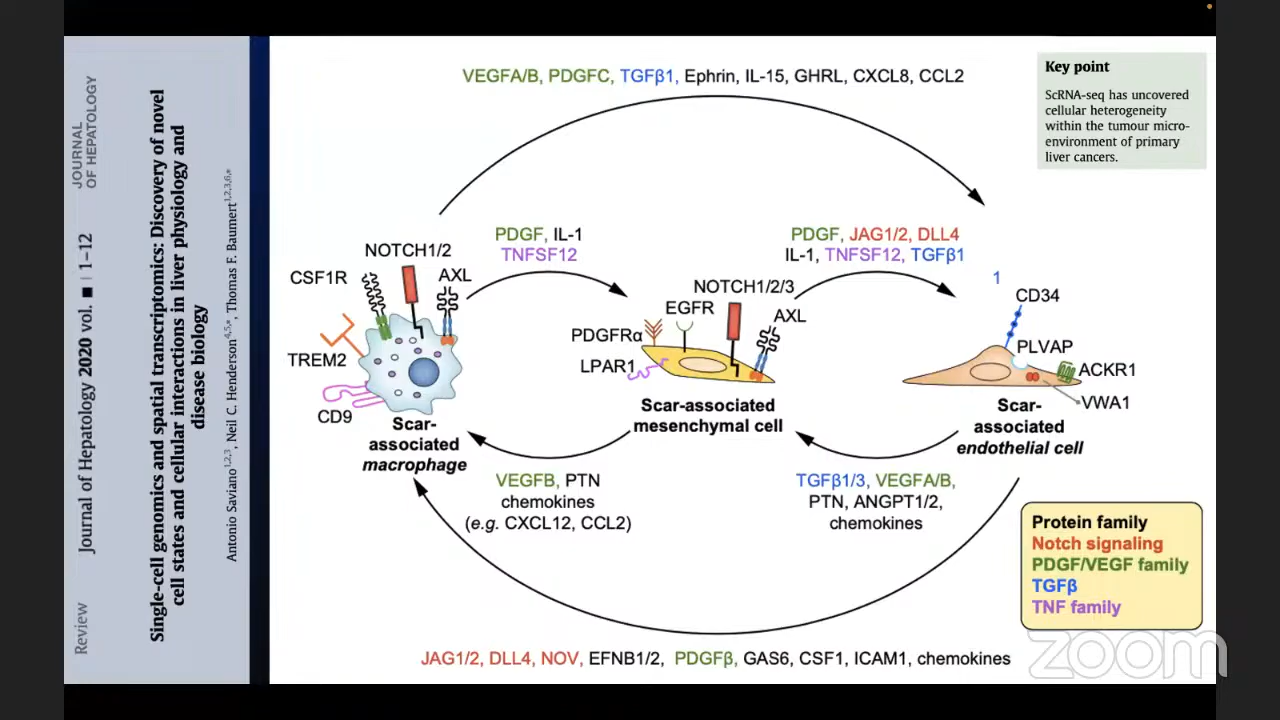 JOURNAL
OF HEPATOLOGY
Journal of Hepatology 2020 vol. ■ | 1–12
Review
Single-cell genomics and spatial transcriptomics: Discovery of novel
cell states and cellular interactions in liver physiology and
disease biology
Antonio Saviano1,2,3, Neil C. Henderson4,5,*, Thomas F. Baumert1,2,3,6,*
VEGFA/B, PDGFC, TGFβ1, Ephrin, IL-15, GHRL, CXCL8, CCL2
Key point
ScRNA-seq has uncovered
cellular heterogeneity
within the tumour micro-
environment of primary
liver cancers.
PDGF, IL-1
TNFSF12
PDGF, JAG1/2, DLL4
IL-1, TNFSF12, TGFβ1
NOTCH1/2
CSF1R
AXL
TREM2
CD9
Scar-
associated
macrophage
NOTCH1/2/3
EGFR
AXL
PDGFRα
LPAR1
Scar-associated
mesenchymal cell
1
CD34
PLVAP
ACKR1
VWA1
Scar-
associated
endothelial cell
VEGFB, PTN
chemokines
(e.g. CXCL12, CCL2)
TGFβ1/3, VEGFA/B,
PTN, ANGPT1/2,
chemokines
Protein family
Notch signaling
PDGF/VEGF family
TGFβ
TNF family
JAG1/2, DLL4, NOV, EFNB1/2, PDGFβ, GAS6, CSF1, ICAM1, chemokines
zoom